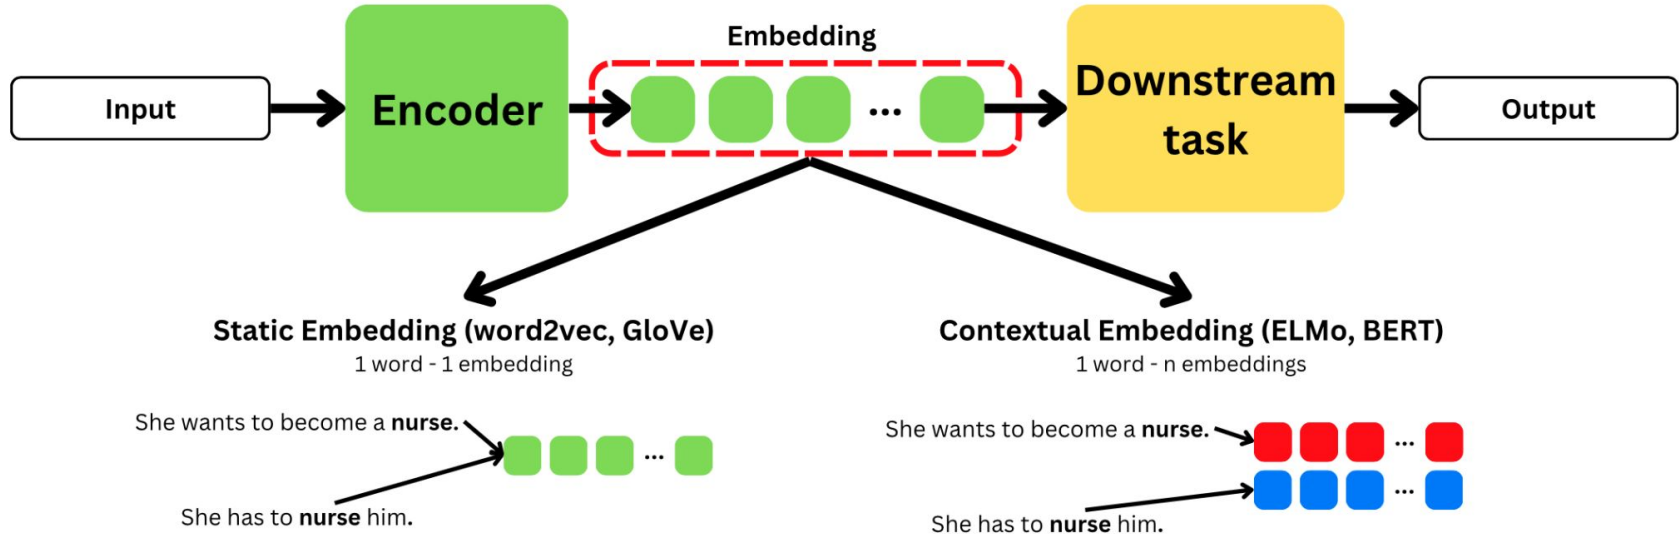 Embedding
Input
Encoder
...
Downstream
task
Output
Static Embedding (word2vec, GloVe)
1 word - 1 embedding
She wants to become a nurse.
...
She has to nurse him.
Contextual Embedding (ELMo, BERT)
1 word - n embeddings
She wants to become a nurse.
...
...
She has to nurse him.